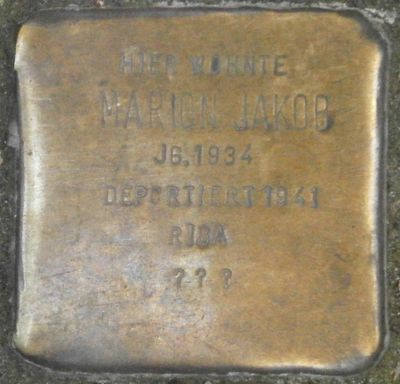 HIER WOHNTE
MARION JAKOB
JG. 1934
DEPORTIERT 1941
RIGA
? ? ?